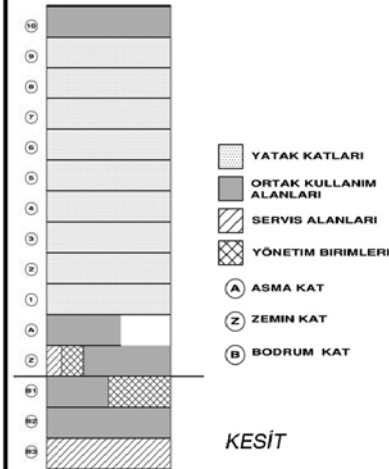 10
9
8
7
6
5
4
3
2
1
A
Z
B1
B2
B3
YATAK KATLARI
ORTAK KULLANIM
ALANLARI
SERVIS ALANLARI
YÖNETIM BIRIMLERI
A ASMA KAT
Z ZEMIN KAT
B BODRUM KAT
KESİT